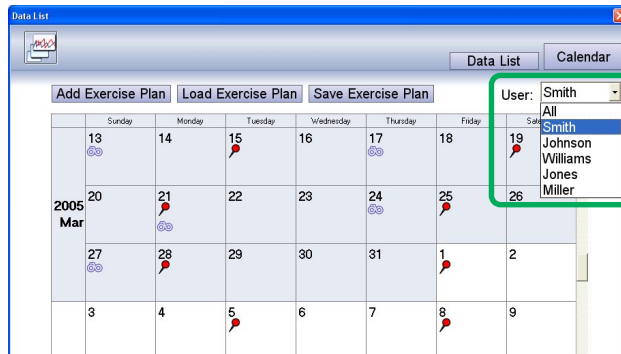 Data List
Data List Calendar
Add Exercise Plan Load Exercise Plan Save Exercise Plan User: Smith
All
Smith
Johnson
Williams
Jones
Miller
Sunday Monday Tuesday Wednesday Thursday Friday
13 14 15 16 17 18 19
2005
Mar
20 21 22 23 24 25 26
27 28 29 30 31 1 2
3 4 5 6 7 8 9